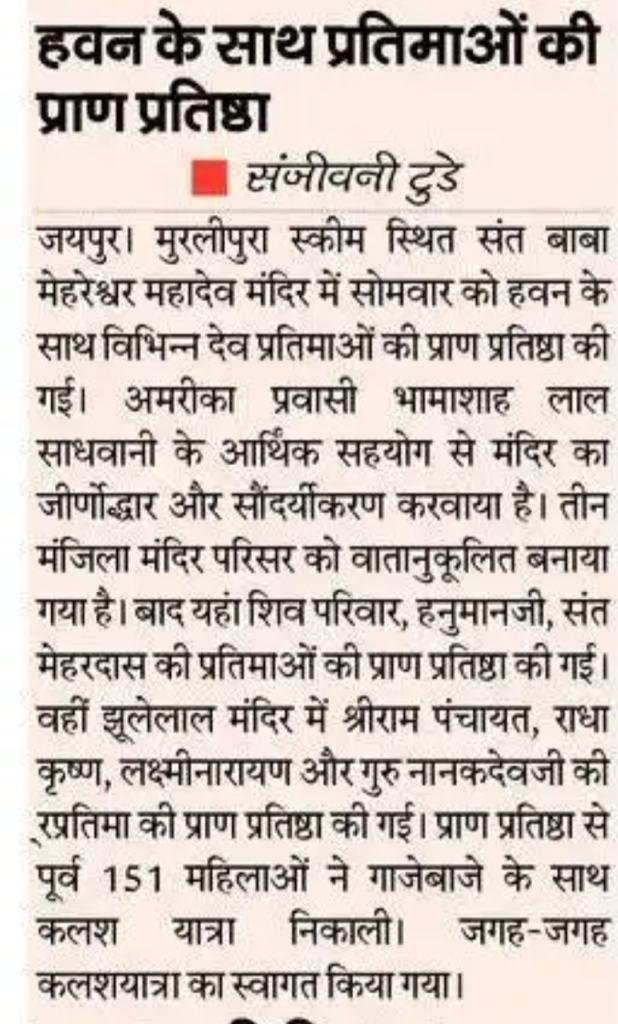 हवन के साथ प्रतिमाओं की
प्राण प्रतिष्ठा
संजीवनी टुडे
जयपुर। मुरलीपुरा स्कीम स्थित संत बाबा
मेहरेश्वर महादेव मंदिर में सोमवार को हवन के
साथ विभिन्न देव प्रतिमाओं की प्राण प्रतिष्ठा की
गई। अमरीका प्रवासी भामाशाह लाल
साधवानी के आर्थिक सहयोग से मंदिर का
जीर्णोद्धार और सौंदर्यीकरण करवाया है। तीन
मंजिला मंदिर परिसर को वातानुकूलित बनाया
गया है। बाद यहां शिव परिवार, हनुमानजी, संत
मेहरदास की प्रतिमाओं की प्राण प्रतिष्ठा की गई।
वहीं झूलेलाल मंदिर में श्रीराम पंचायत, राधा
कृष्ण, लक्ष्मीनारायण और गुरु नानकदेवजी की
्रप्रतिमा की प्राण प्रतिष्ठा की गई। प्राण प्रतिष्ठा से
पूर्व 151 महिलाओं ने गाजेबाजे के साथ
कलश यात्रा निकाली। जगह-जगह
कलशयात्रा का स्वागत किया गया।